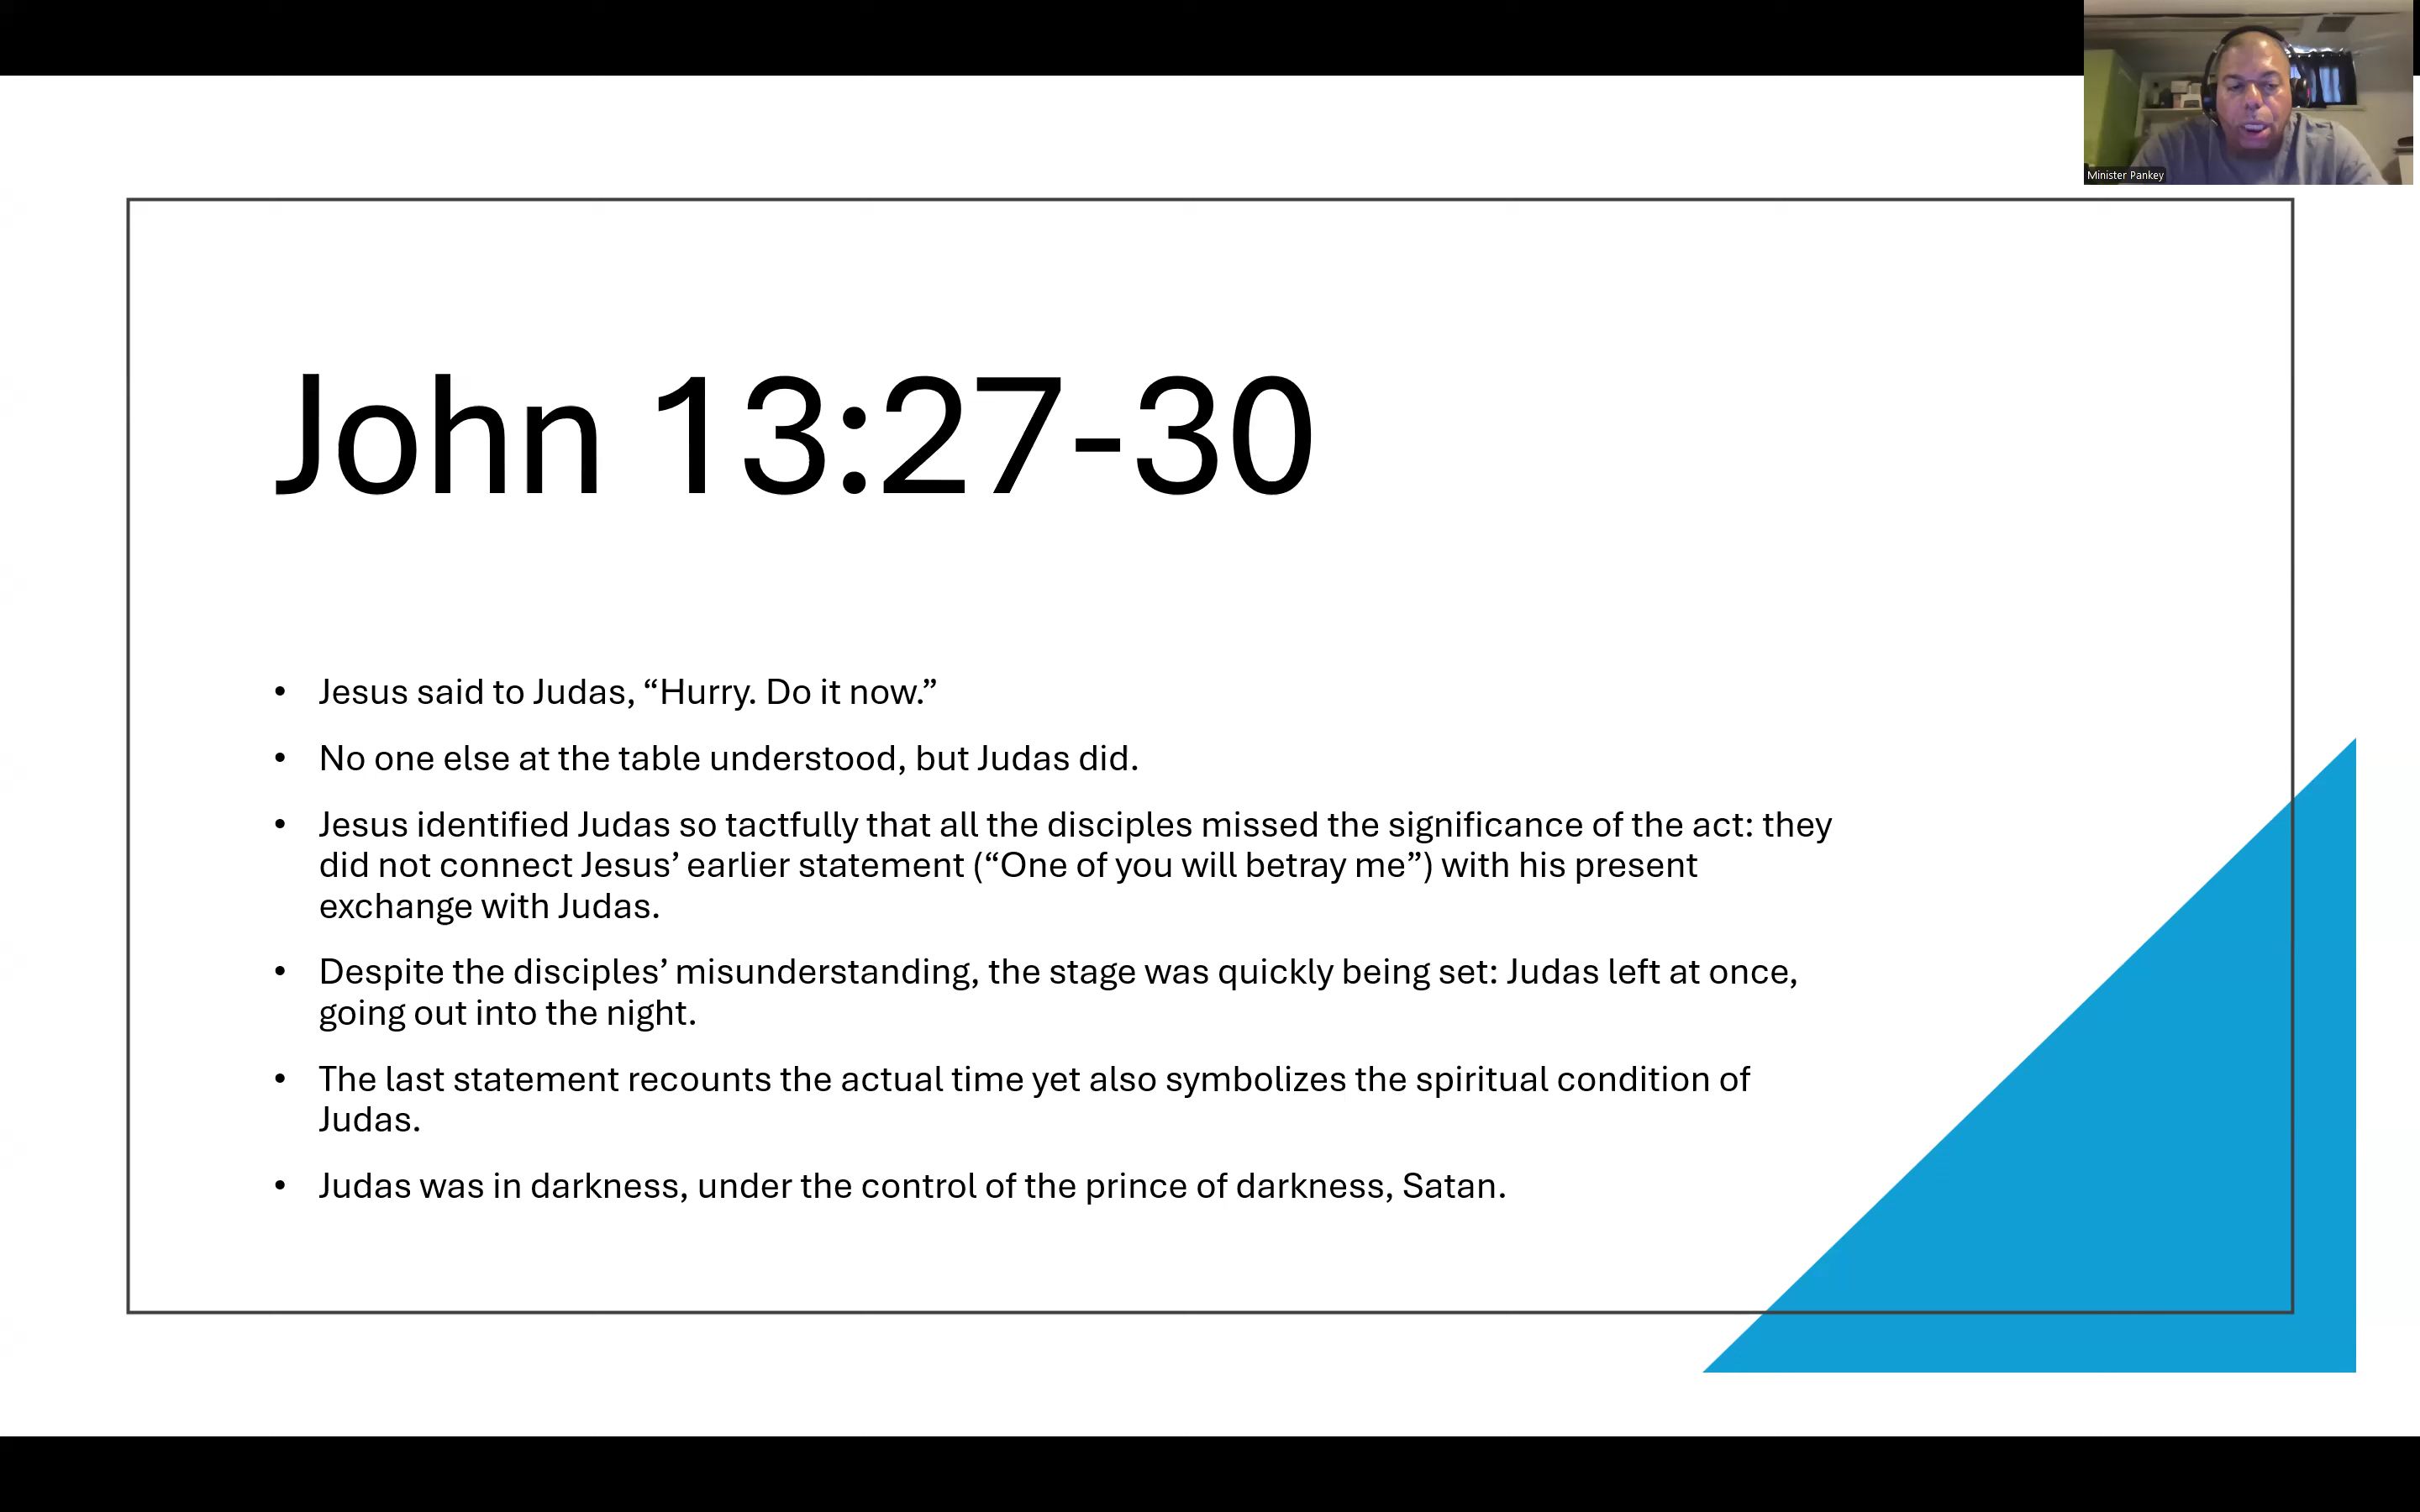 Minister Pankey
John 13:27-30
• Jesus said to Judas, “Hurry. Do it now.”
• No one else at the table understood, but Judas did.
• Jesus identified Judas so tactfully that all the disciples missed the significance of the act: they
did not connect Jesus’ earlier statement (“One of you will betray me”) with his present
exchange with Judas.
• Despite the disciples’ misunderstanding, the stage was quickly being set: Judas left at once,
going out into the night.
• The last statement recounts the actual time yet also symbolizes the spiritual condition of
Judas.
• Judas was in darkness, under the control of the prince of darkness, Satan.